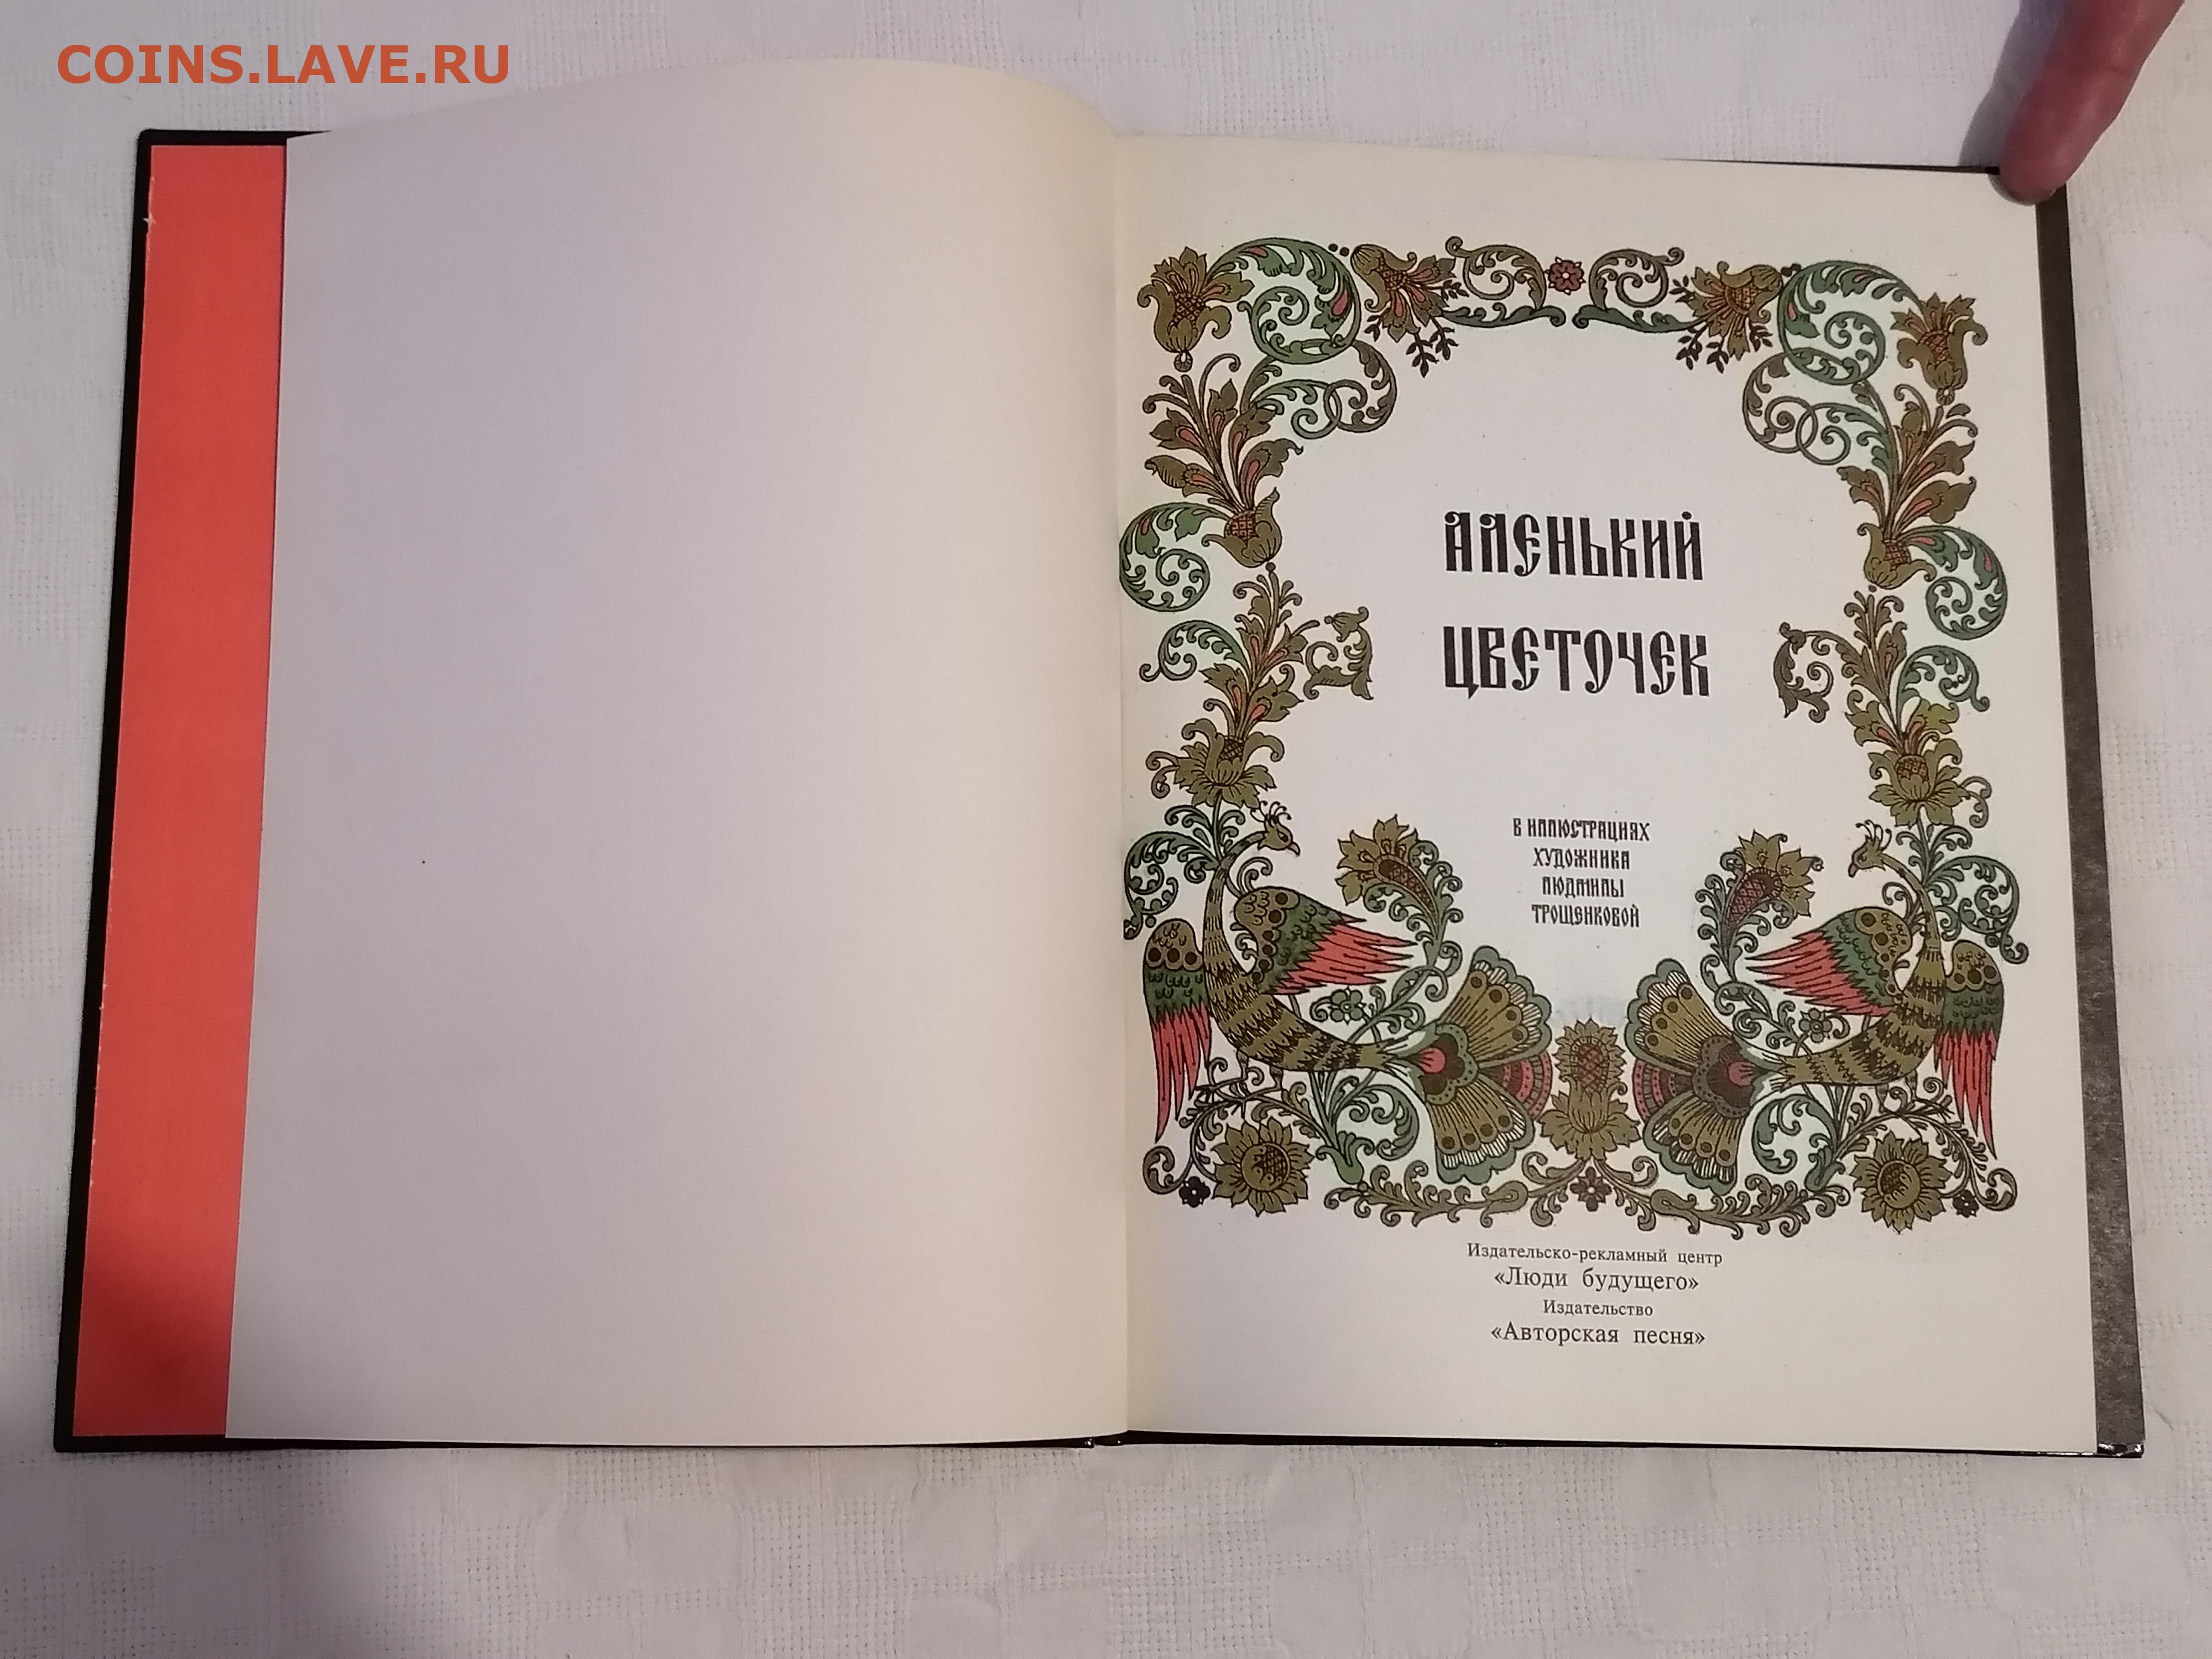 COINS.LAVE.RU
АЛЕНЬКИЙ
ЦВЕТОЧЕК
В ИЛЛЮСТРАЦИЯХ
ХУДОЖНИКА
ЛЮДМИЛЫ
ТРОЩЕНКОВОЙ
Издательско-рекламный центр
«Люди будущего»
Издательство
«Авторская песня»